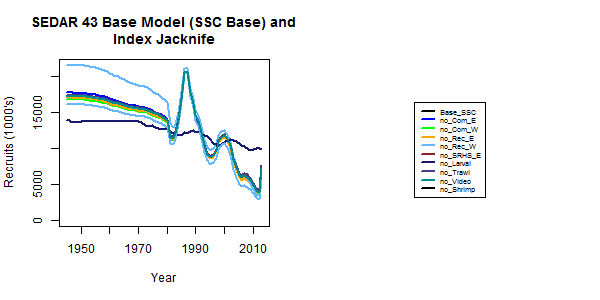 SEDAR 43 Base Model (SSC Base) and
Index Jacknife
Recruits (1000's)
15000
5000
0
1950
1970
1990
2010
Year
Base_SSC
no_Com_E
no_Com_W
no_Rec_E
no_Rec_W
no_SRHS_E
no_Larval
no_Trawl
no_Video
no_Shrimp